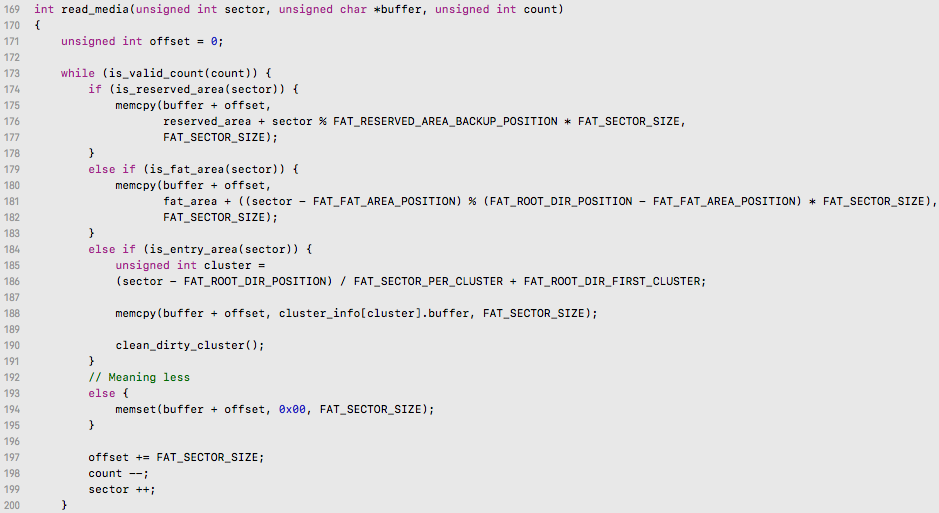 169 int read_media(unsigned int sector, unsigned char *buffer, unsigned int count)
170 {
171     unsigned int offset = 0;
172
173     while (is_valid_count(count)) {
174         if (is_reserved_area(sector)) {
175             memcpy(buffer + offset,
176                    reserved_area + sector % FAT_RESERVED_AREA_BACKUP_POSITION * FAT_SECTOR_SIZE,
177                    FAT_SECTOR_SIZE);
178         }
179         else if (is_fat_area(sector)) {
180             memcpy(buffer + offset,
181                    fat_area + ((sector - FAT_FAT_AREA_POSITION) % (FAT_ROOT_DIR_POSITION - FAT_FAT_AREA_POSITION) * FAT_SECTOR_SIZE),
182                    FAT_SECTOR_SIZE);
183         }
184         else if (is_entry_area(sector)) {
185             unsigned int cluster =
186             (sector - FAT_ROOT_DIR_POSITION) / FAT_SECTOR_PER_CLUSTER + FAT_ROOT_DIR_FIRST_CLUSTER;
187
188             memcpy(buffer + offset, cluster_info[cluster].buffer, FAT_SECTOR_SIZE);
189
190             clean_dirty_cluster();
191         }
192         // Meaning less
193         else {
194             memset(buffer + offset, 0x00, FAT_SECTOR_SIZE);
195         }
196
197         offset += FAT_SECTOR_SIZE;
198         count --;
199         sector ++;
200     }